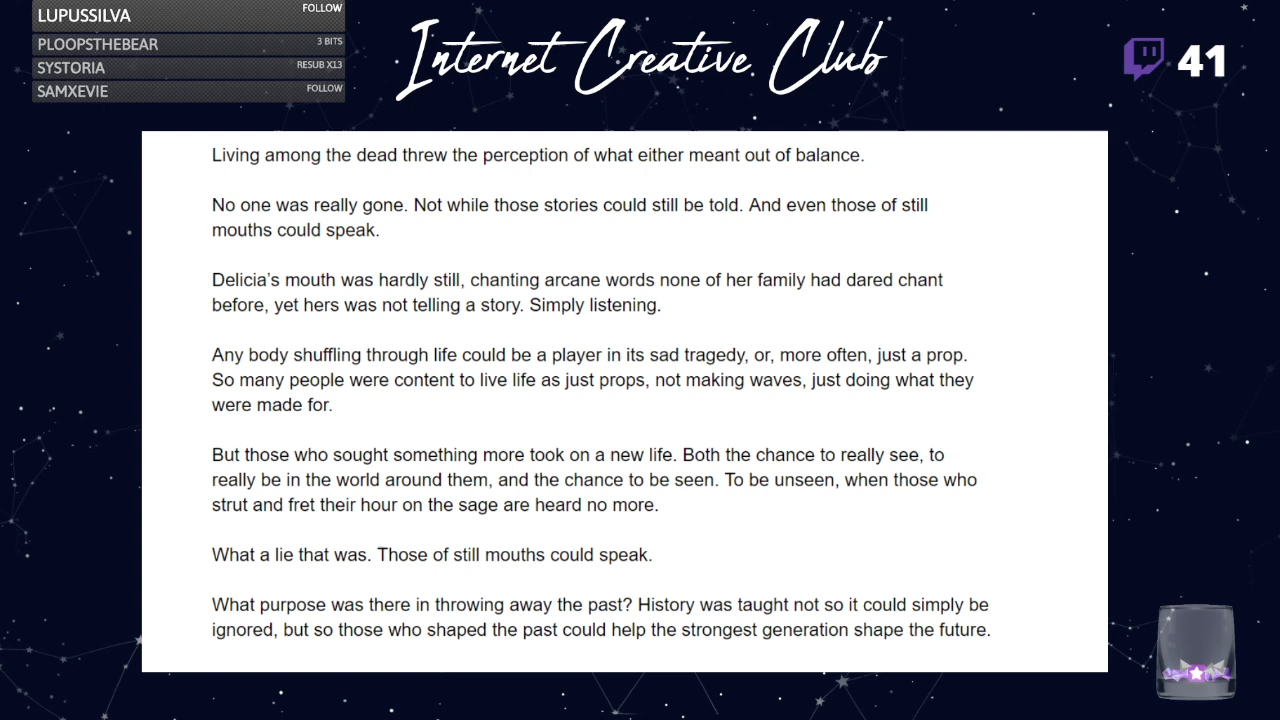 LUPUSSILVA FOLLOW
PLOOPSTHEBEAR 3 BITS
SYSTORIA RESUB X13
SAMXEVIE FOLLOW
Internet Creative Club
41
Living among the dead threw the perception of what either meant out of balance.
No one was really gone. Not while those stories could still be told. And even those of still
mouths could speak.
Delicia’s mouth was hardly still, chanting arcane words none of her family had dared chant
before, yet hers was not telling a story. Simply listening.
Any body shuffling through life could be a player in its sad tragedy, or, more often, just a prop.
So many people were content to live life as just props, not making waves, just doing what they
were made for.
But those who sought something more took on a new life. Both the chance to really see, to
really be in the world around them, and the chance to be seen. To be unseen, when those who
strut and fret their hour on the sage are heard no more.
What a lie that was. Those of still mouths could speak.
What purpose was there in throwing away the past? History was taught not so it could simply be
ignored, but so those who shaped the past could help the strongest generation shape the future.